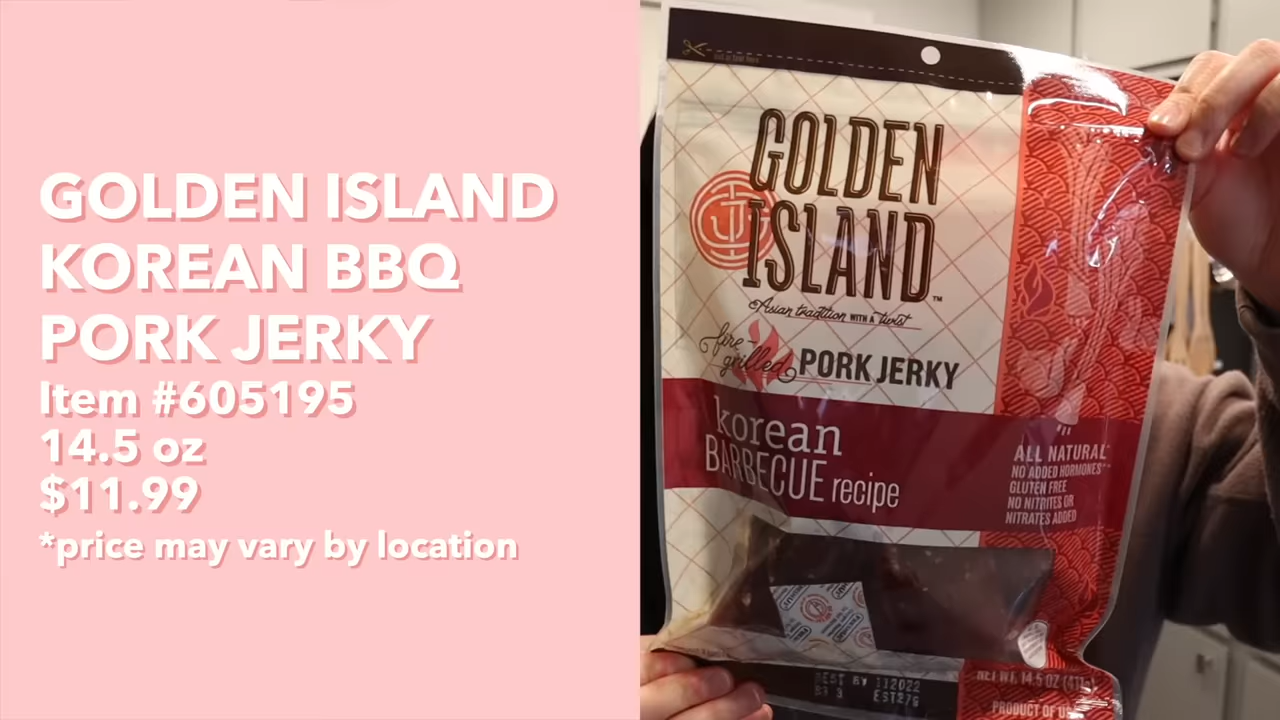 GOLDEN ISLAND
KOREAN BBQ
PORK JERKY
Item #605195
14.5 oz
$11.99
*price may vary by location
GOLDEN
ISLAND™
Asian tradition WITH A twist
fire-
grilled
PORK JERKY
korean
BARBECUE recipe
ALL NATURAL*
NO ADDED HORMONES**
GLUTEN FREE
NO NITRITES OR
NITRATES ADDED
NET WT. 14.5 OZ
PRODUCT OF